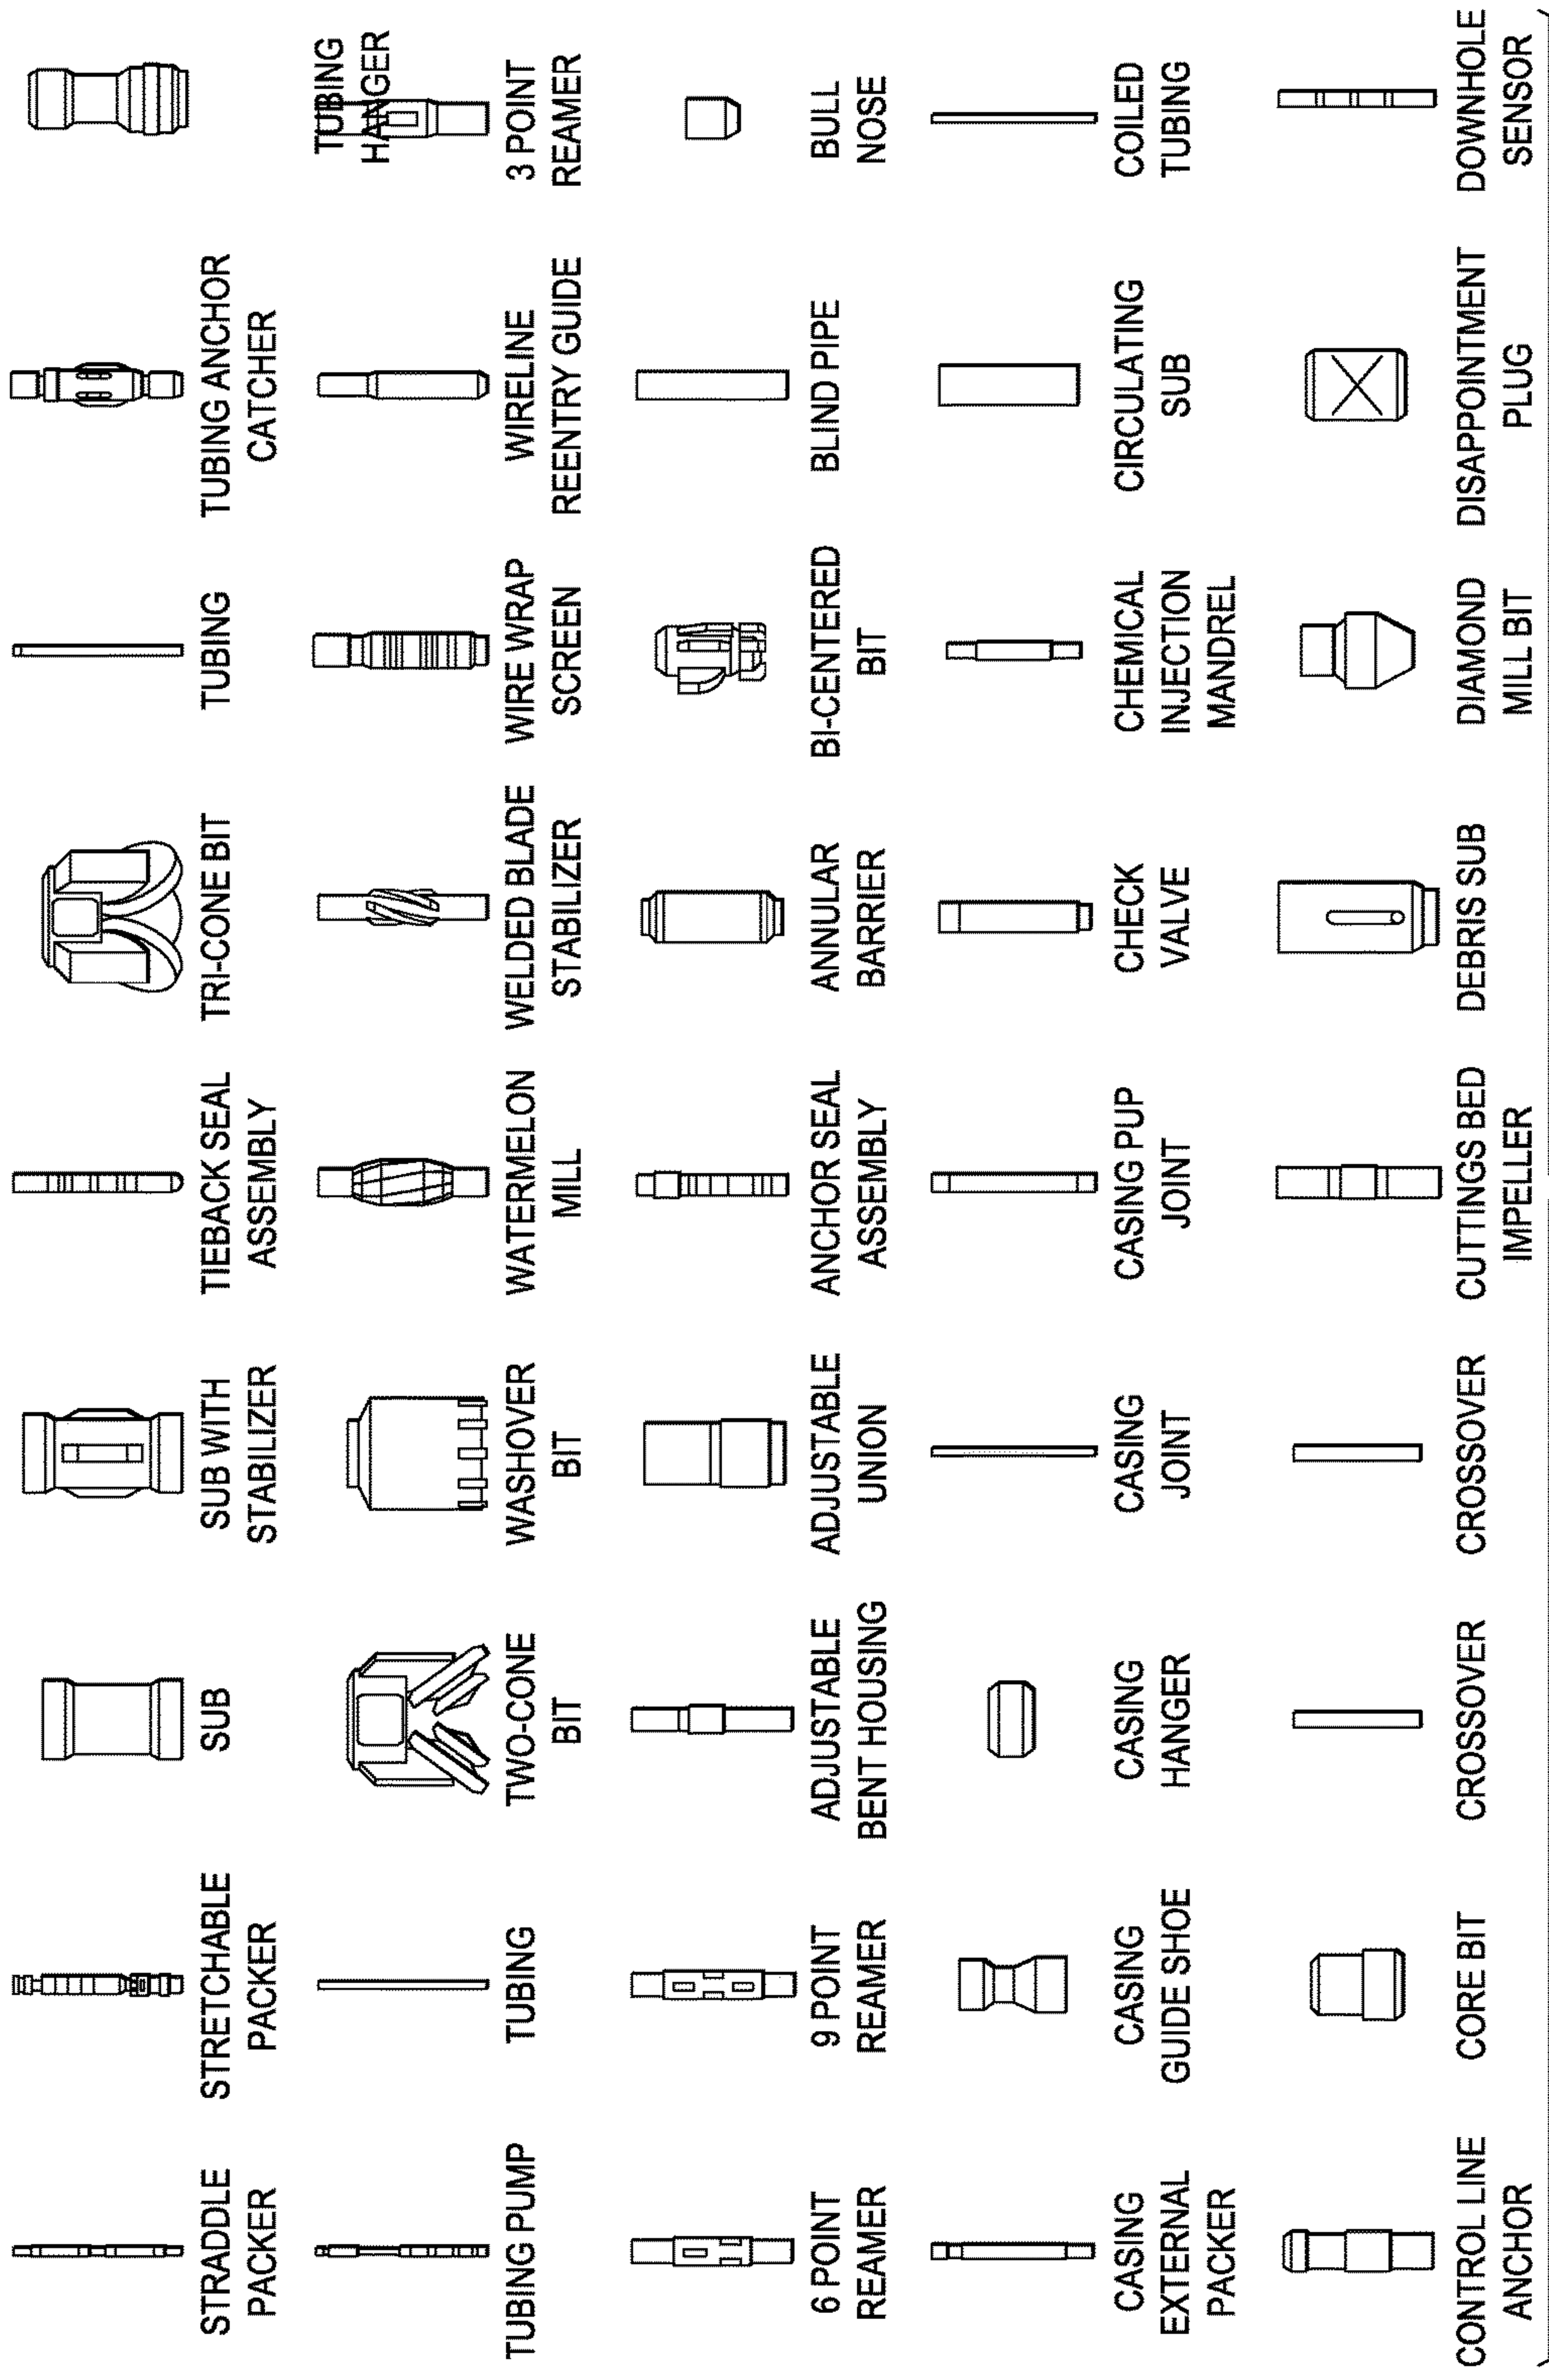 STRADDLE
PACKER
STRETCHABLE
PACKER
SUB
SUB WITH
STABILIZER
TIEBACK SEAL
ASSEMBLY
TRI-CONE BIT
TUBING
TUBING ANCHOR
CATCHER
TUBING
HANGER
TUBING PUMP
TUBING
TWO-CONE
BIT
WASHOVER
BIT
WATERMELON
MILL
WELDED BLADE
STABILIZER
WIRE WRAP
SCREEN
WIRELINE
REENTRY GUIDE
3 POINT
REAMER
6 POINT
REAMER
9 POINT
REAMER
ADJUSTABLE
BENT HOUSING
ADJUSTABLE
UNION
ANCHOR SEAL
ASSEMBLY
ANNULAR
BARRIER
BI-CENTERED
BIT
BLIND PIPE
BULL
NOSE
CASING
EXTERNAL
PACKER
CASING
GUIDE SHOE
CASING
HANGER
CASING
JOINT
CASING PUP
JOINT
CHECK
VALVE
CHEMICAL
INJECTION
MANDREL
CIRCULATING
SUB
COILED
TUBING
CONTROL LINE
ANCHOR
CORE BIT
CROSSOVER
CROSSOVER
CUTTINGS BED
IMPELLER
DEBRIS SUB
DIAMOND
MILL BIT
DISAPPOINTMENT
PLUG
DOWNHOLE
SENSOR